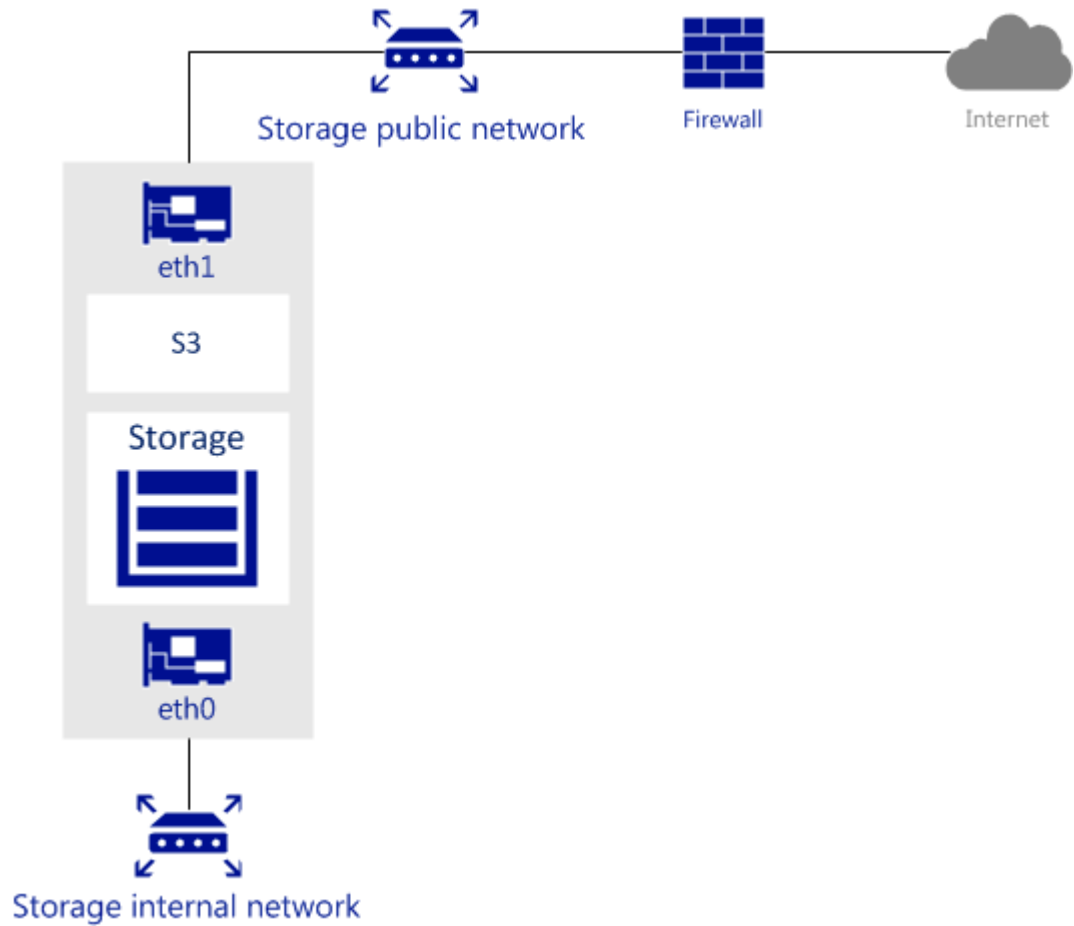 Storage public network
Firewall
Internet
eth1
S3
Storage
eth0
Storage internal network